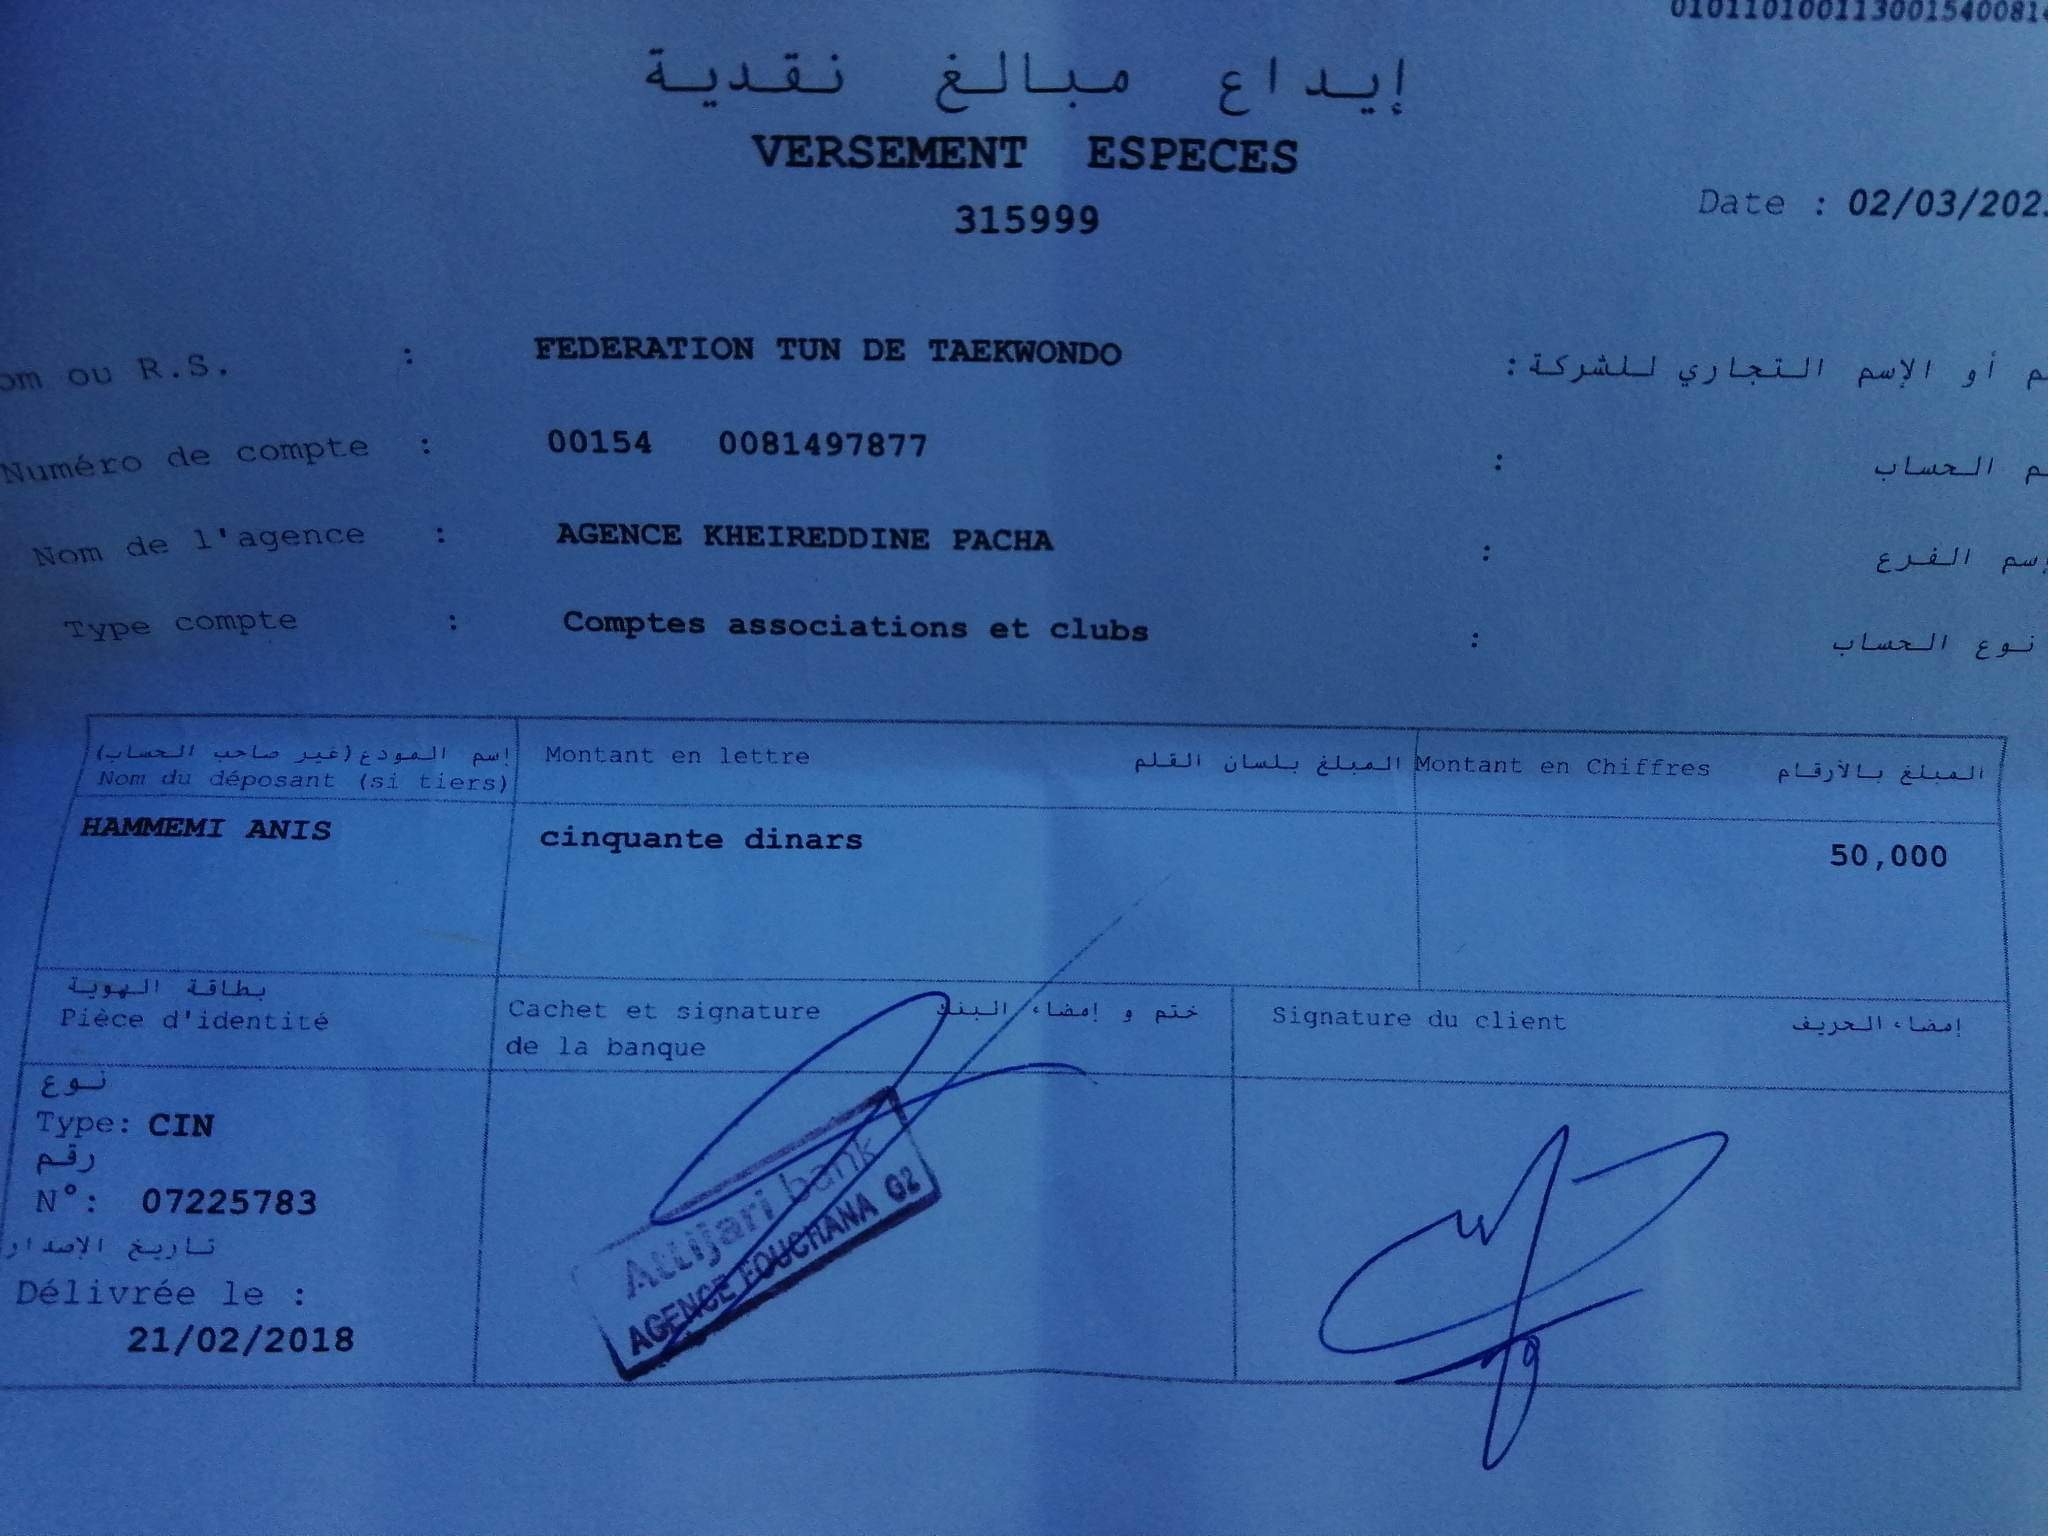 010110100113001540081
إيداع مبالغ نقدية
VERSEMENT ESPECES
315999
Date : 02/03/202
om ou R.S. : FEDERATION TUN DE TAEKWONDO م أو الإسم التجاري للشركة :
Numéro de compte : 00154 0081497877 : م الحساب
Nom de l'agence : AGENCE KHEIREDDINE PACHA : إسم الفرع
Type compte : Comptes associations et clubs : نوع الحساب
إسم المودع (غير صاحب الحساب)
Nom du déposant (si tiers)
Montant en lettre المبلغ بلسان القلم
Montant en Chiffres المبلغ بالأرقام
HAMMEMI ANIS
cinquante dinars
50,000
بطاقة الهوية
Pièce d'identité
Cachet et signature ختم و إمضاء البنك
de la banque
Signature du client إمضاء الحريف
نوع
Type: CIN
رقم
N°: 07225783
تاريخ الإصدار
Délivrée le :
21/02/2018
Attijari bank
AGENCE FOUCHANA G2